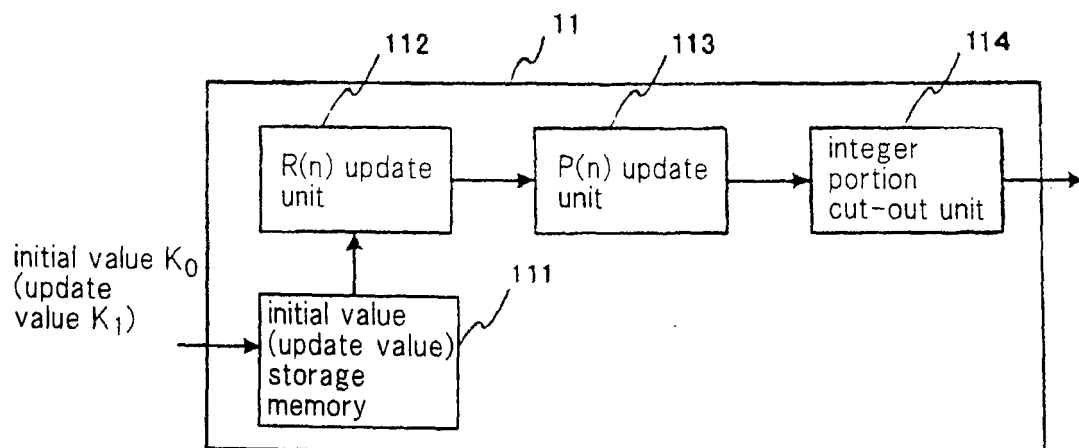 11
112
113
114
R(n) update
unit
P(n) update
unit
integer
portion
cut-out unit
initial value K₀
(update
value K₁)
111
initial value
(update value)
storage
memory